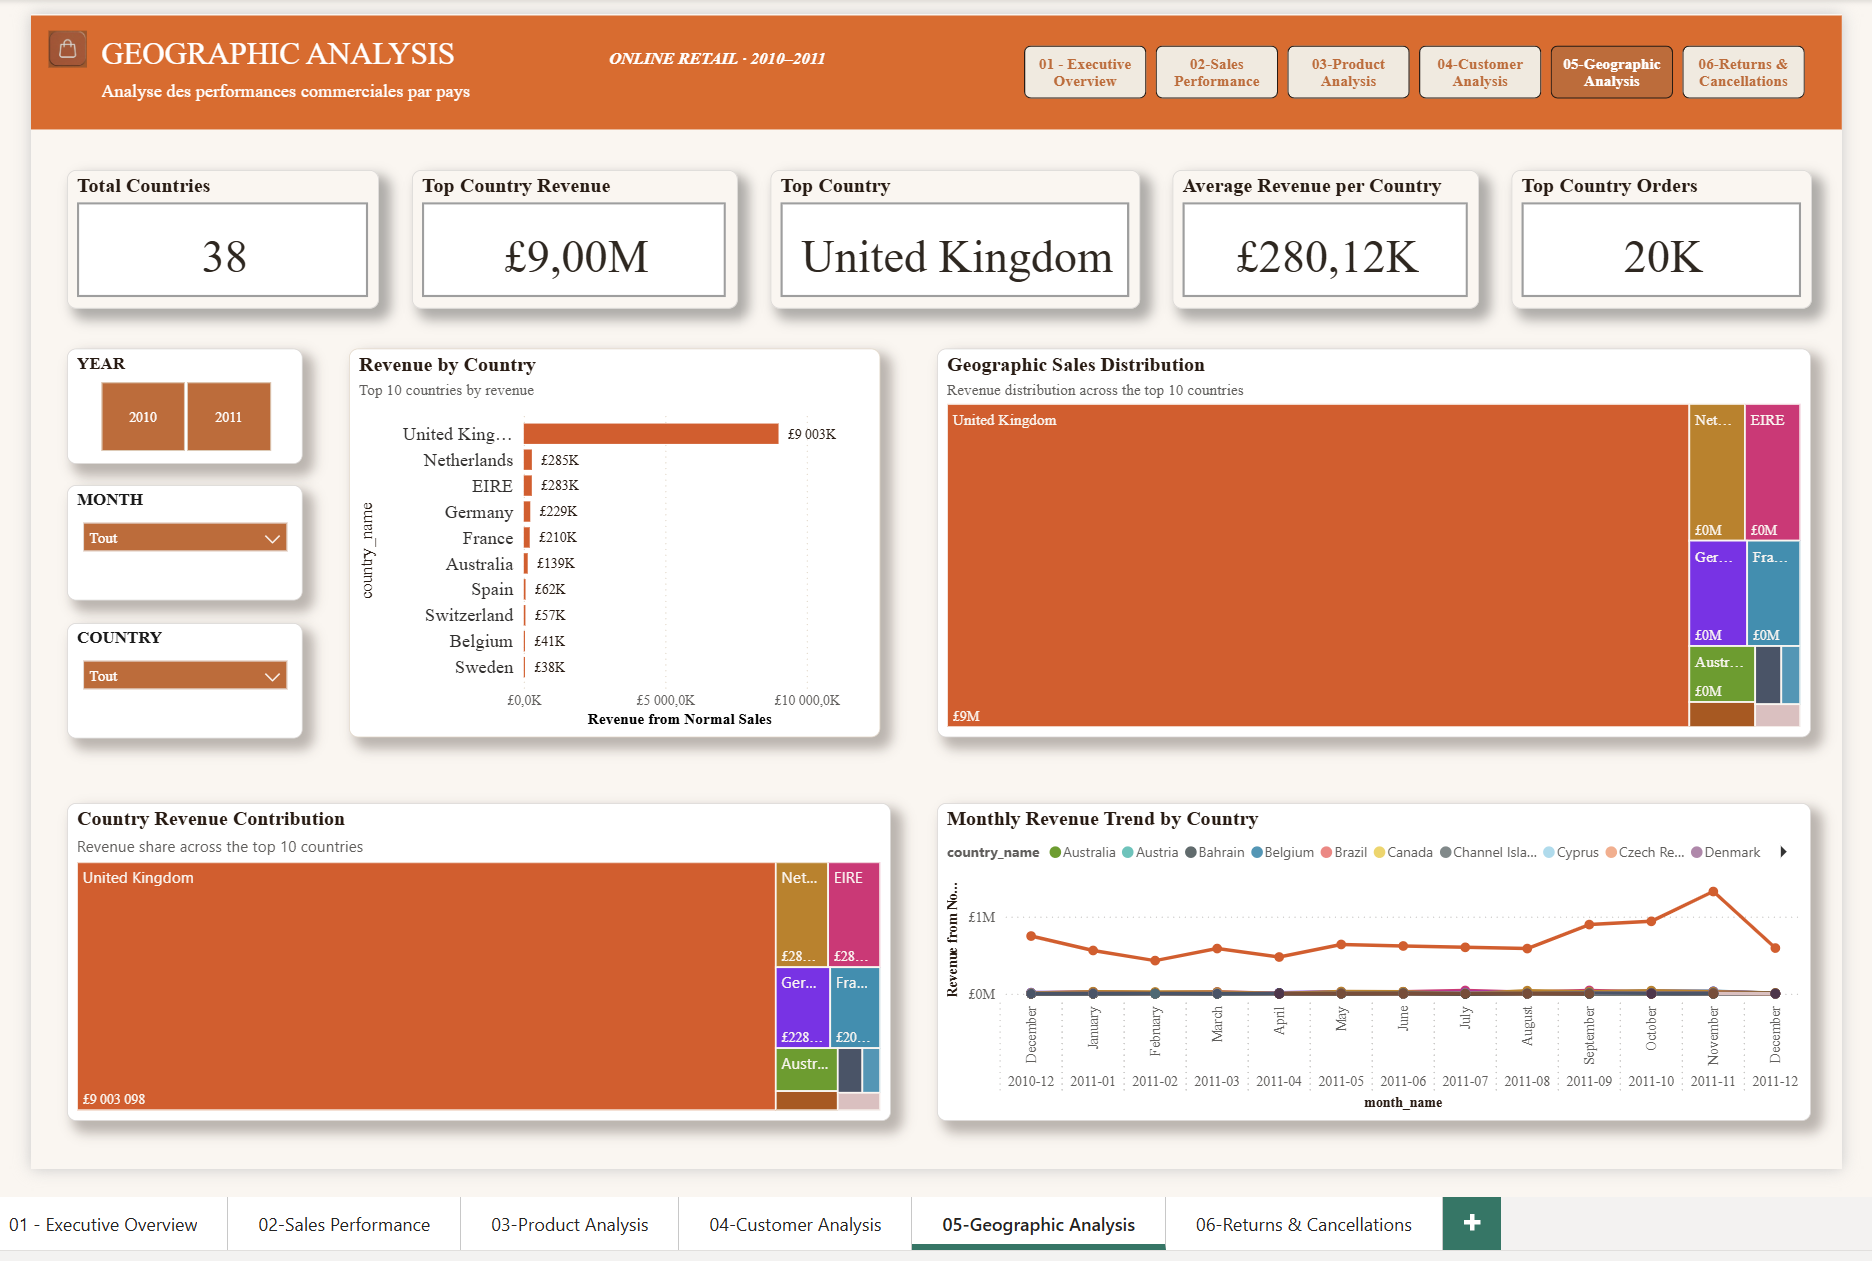 GEOGRAPHIC ANALYSIS
Analyse des performances commerciales par pays
ONLINE RETAIL - 2010–2011
01 - Executive
Overview
02-Sales
Performance
03-Product
Analysis
04-Customer
Analysis
05-Geographic
Analysis
06-Returns &
Cancellations
Total Countries
38
Top Country Revenue
£9,00M
Top Country
United Kingdom
Average Revenue per Country
£280,12K
Top Country Orders
20K
YEAR
2010
2011
MONTH
Tout
COUNTRY
Tout
Revenue by Country
Top 10 countries by revenue
country_name
United King...
£9 003K
Netherlands
£285K
EIRE
£283K
Germany
£229K
France
£210K
Australia
£139K
Spain
£62K
Switzerland
£57K
Belgium
£41K
Sweden
£38K
£0,0K
£5 000,0K
£10 000,0K
Revenue from Normal Sales
Geographic Sales Distribution
Revenue distribution across the top 10 countries
United Kingdom
£9M
Net...
£0M
EIRE
£0M
Ger...
£0M
Fra...
£0M
Austr...
£0M
Country Revenue Contribution
Revenue share across the top 10 countries
United Kingdom
£9 003 098
Net...
£28...
EIRE
£28...
Ger...
£228...
Fra...
£20...
Austr...
Monthly Revenue Trend by Country
country_name
Australia
Austria
Bahrain
Belgium
Brazil
Canada
Channel Isla...
Cyprus
Czech Re...
Denmark
Revenue from No...
£1M
£0M
December
January
February
March
April
May
June
July
August
September
October
November
December
2010-12
2011-01
2011-02
2011-03
2011-04
2011-05
2011-06
2011-07
2011-08
2011-09
2011-10
2011-11
2011-12
month_name
01 - Executive Overview
02-Sales Performance
03-Product Analysis
04-Customer Analysis
05-Geographic Analysis
06-Returns & Cancellations
+